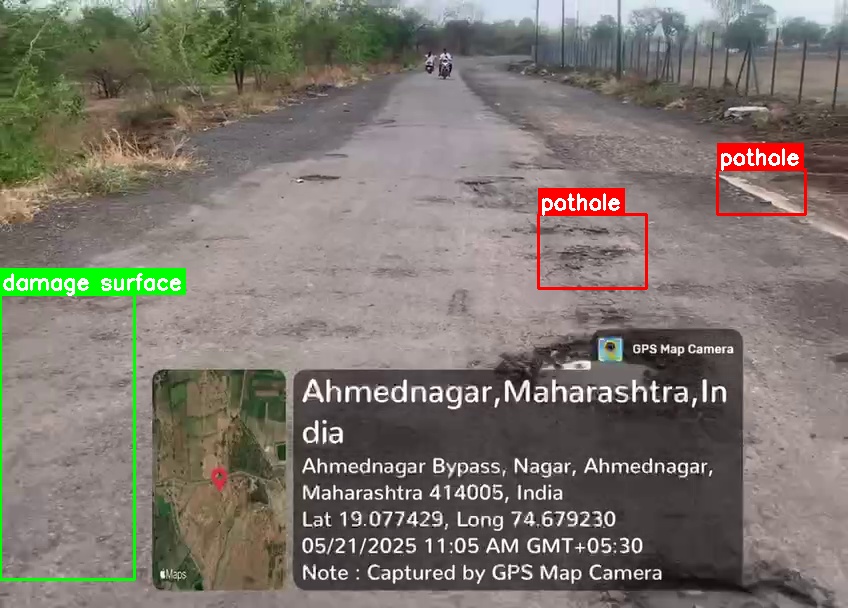 pothole
pothole
damage surface
GPS Map Camera
Ahmednagar,Maharashtra,In
dia
Ahmednagar Bypass, Nagar, Ahmednagar,
Maharashtra 414005, India
Lat 19.077429, Long 74.679230
05/21/2025 11:05 AM GMT+05:30
Note : Captured by GPS Map Camera
Maps